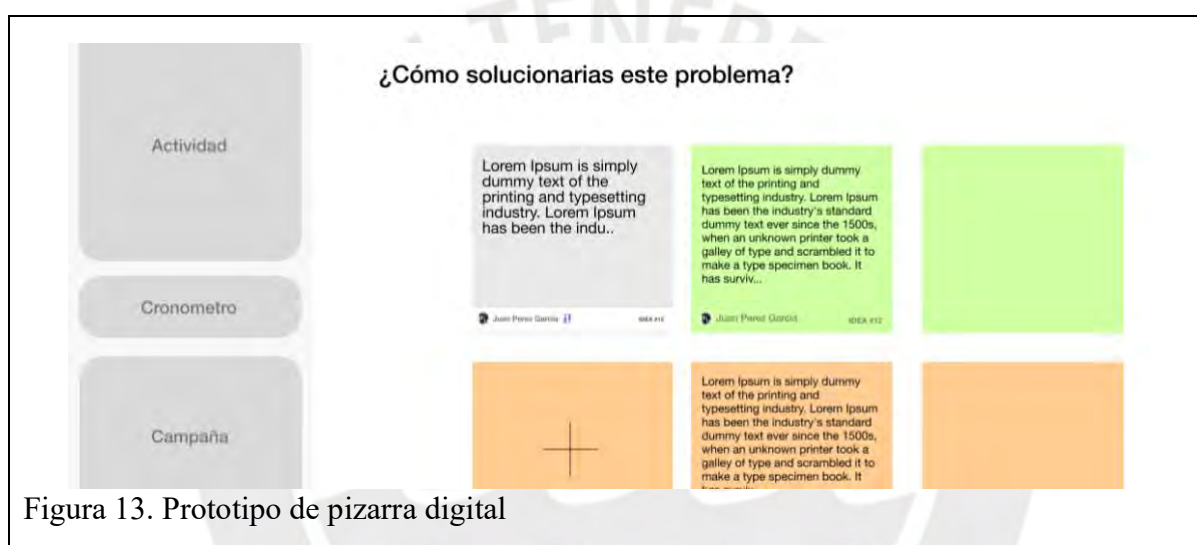 TENEBR
¿Cómo solucionarias este problema?
Actividad
Cronometro
Campaña
Lorem Ipsum is simply
dummy text of the
printing and typesetting
industry. Lorem Ipsum
has been the indu..
Juan Perez Garcia
IDEA #12
Lorem Ipsum is simply dummy
text of the printing and
typesetting industry. Lorem Ipsum
has been the industry's standard
dummy text ever since the 1500s,
when an unknown printer took a
galley of type and scrambled it to
make a type specimen book. It
has surviv...
Juan Perez Garcia
IDEA #12
Lorem Ipsum is simply dummy
text of the printing and
typesetting industry. Lorem Ipsum
has been the industry's standard
dummy text ever since the 1500s,
when an unknown printer took a
galley of type and scrambled it to
make a type specimen book. It
Figura 13. Prototipo de pizarra digital